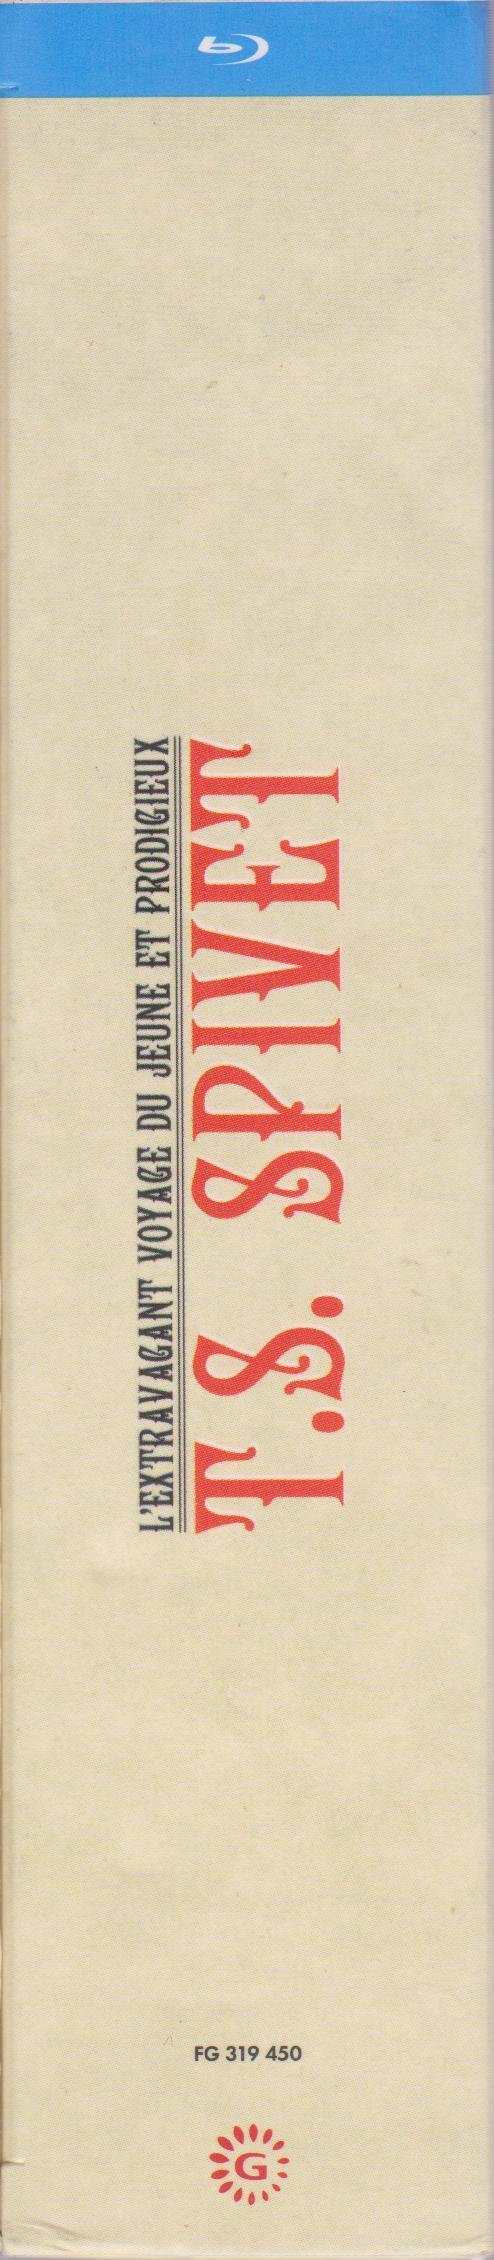 L'EXTRAVAGANT VOYAGE DU JEUNE ET PRODIGIEUX
T.S. SPIVET
FG 319 450
G